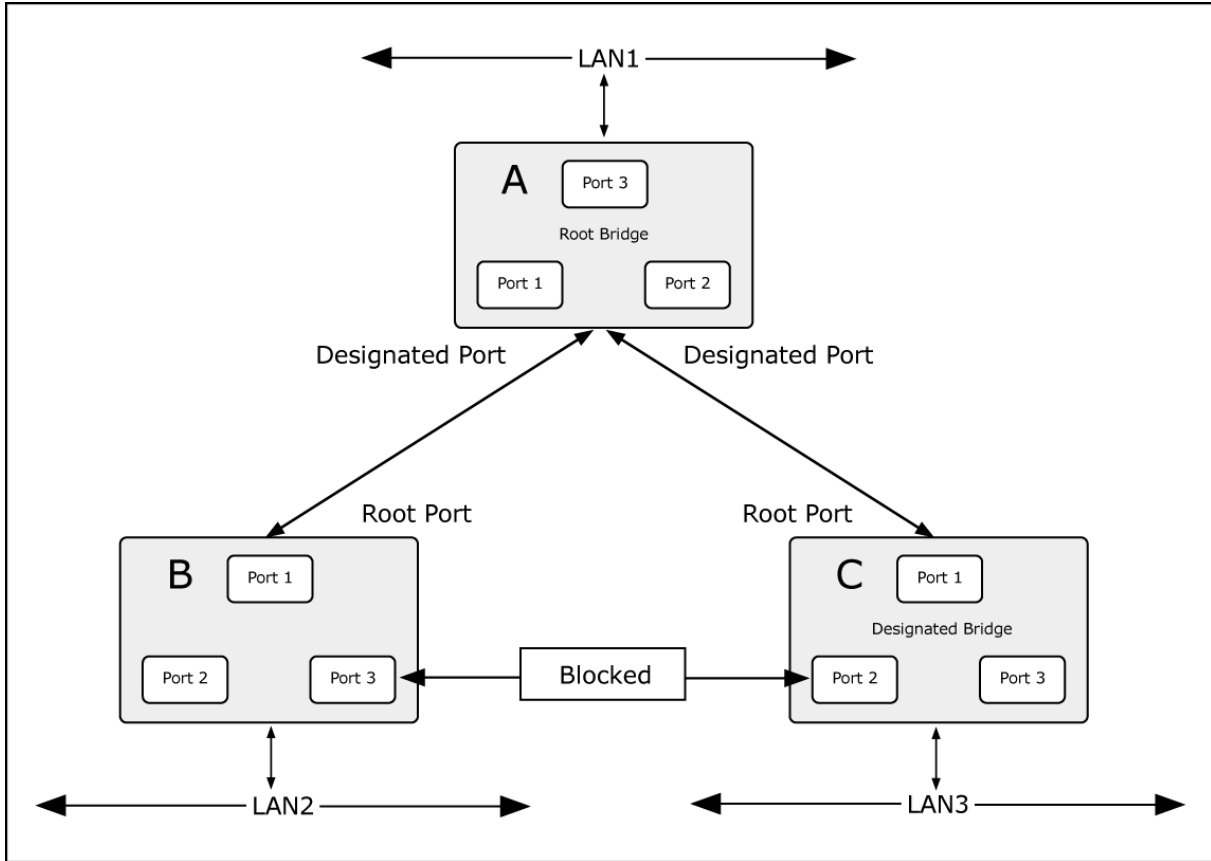 LAN1
A
Port 3
Root Bridge
Port 1
Port 2
Designated Port
Designated Port
Root Port
Root Port
B
Port 1
Port 2
Port 3
Blocked
C
Port 1
Designated Bridge
Port 2
Port 3
LAN2
LAN3